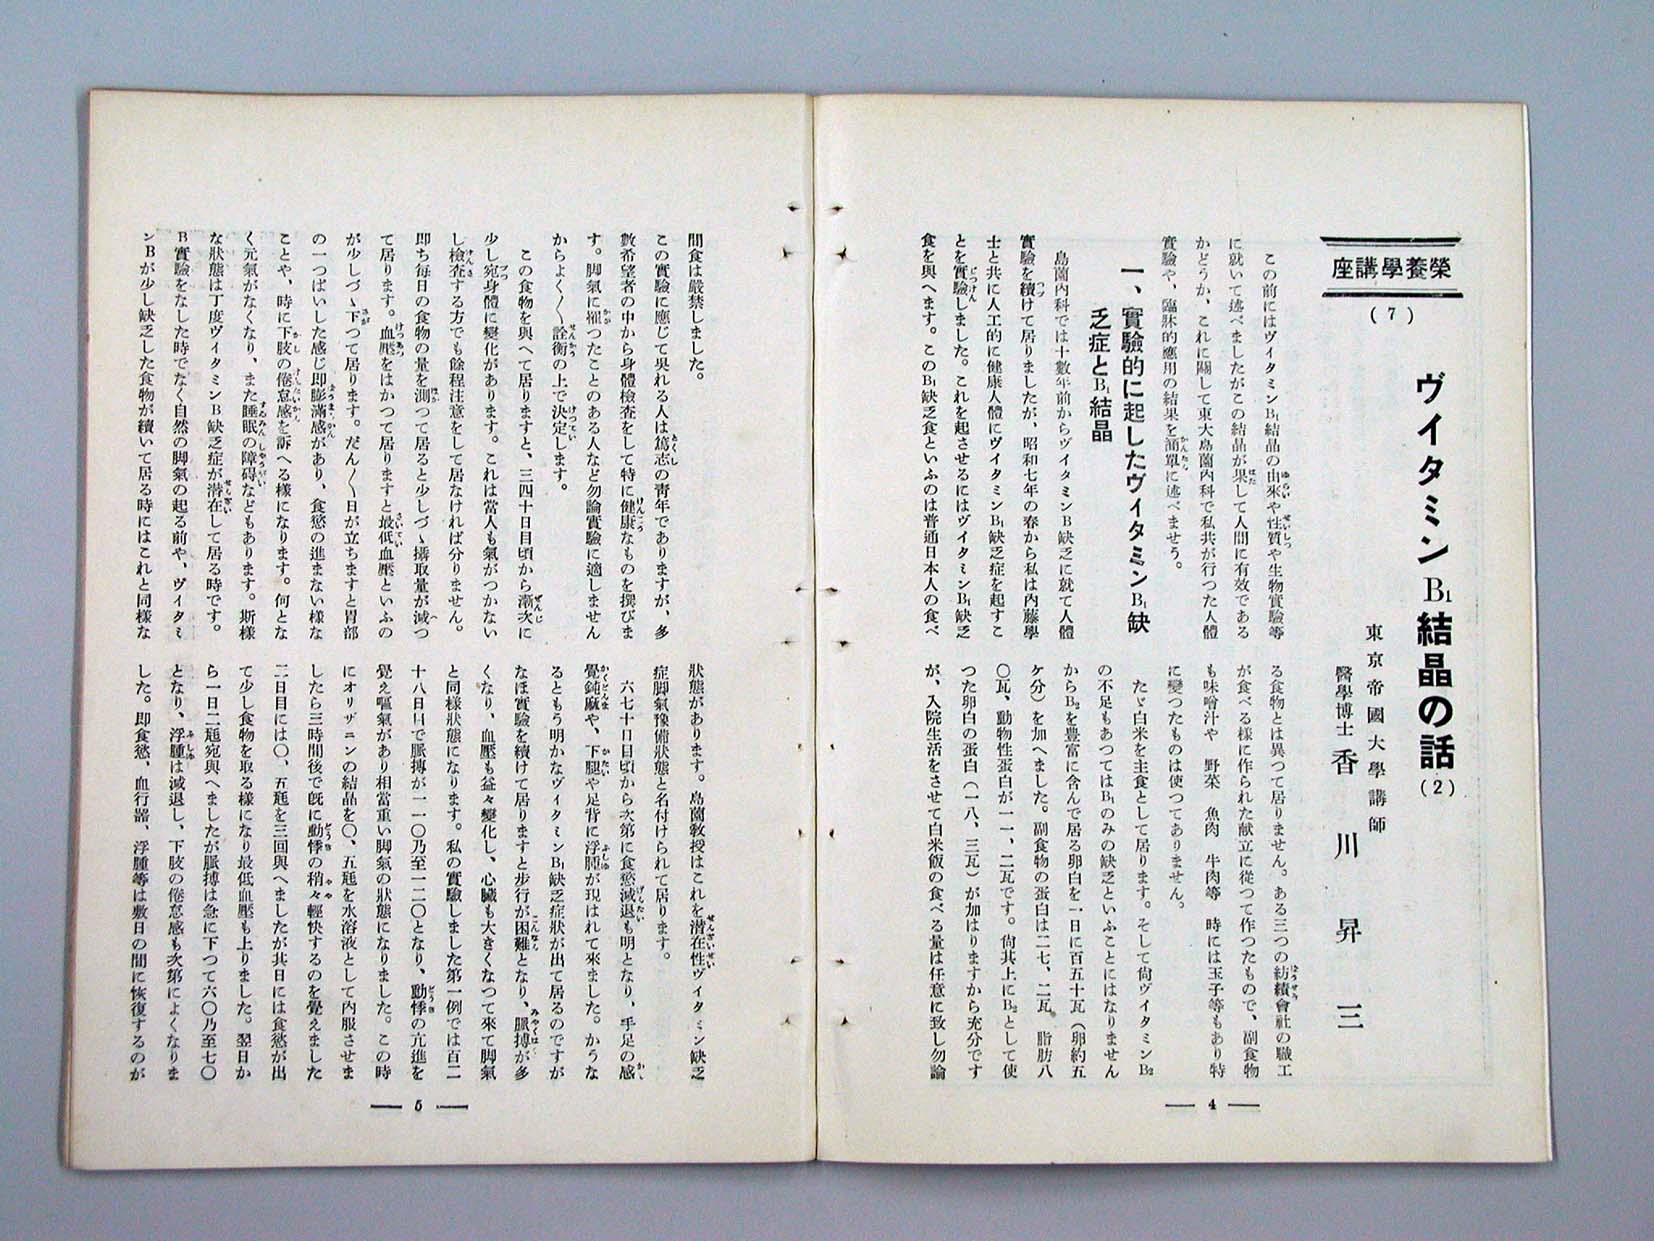 榮養學講座
(7)
ヴイタミンB₁結晶の話(2)
東京帝國大學講師
醫學博士 香川昇三
この前にはヴイタミンB₁結晶の由來や性質や生物實驗等
に就いて述べましたがこの結晶が果して人間に有效である
かどうか、これに關して東大島薗内科で私共が行つた人體
實驗や、臨牀的應用の結果を簡單に述べませう。
一、實驗的に起したヴイタミンB₁缺
乏症とB₁結晶
島薗内科では十數年前からヴイタミンB缺乏に就て人體
實驗を續けて居りましたが、昭和七年の春から私は内藤學
士と共に人工的に健康人體にヴイタミンB₁缺乏症を起すこ
とを實驗しました。これを起させるにはヴイタミンB₁缺乏
食を與へます。このB₁缺乏食といふのは普通日本人の食べ
る食物とは異つて居りません。ある三つの紡績會社の職工
が食べる樣に作られた献立に從つて作つたもので、副食物
も味噌汁や 野菜 魚肉 牛肉等 時には玉子等もあり特
に變つたものは使つてありません。
たゞ白米を主食として居ります。そして尙ヴイタミンB₂
の不足もあつてはB₁のみの缺乏といふことにはなりません
からB₂を豊富に含んで居る卵白を一日に百五十瓦(卵約五
ケ分)を加へました。副食物の蛋白は二七、二瓦。脂肪八
〇瓦、動物性蛋白が一一、二瓦です。尙其上にB₂として使
つた卵白の蛋白(一八、三瓦)が加はりますから充分です
が、入院生活をさせて白米飯の食べる量は任意に致し勿論
4
間食は嚴禁しました。
この實驗に應じて吳れる人は篤志の靑年でありますが、多
數希望者の中から身體檢査をして特に健康なものを撰びま
す。脚氣に罹つたことのある人など勿論實驗に適しません
からよく〱詮衡の上で決定します。
この食物を與へて居りますと、三四十日目頃から漸次に
少し宛身體に變化があります。これは當人も氣がつかない
し檢査する方でも餘程注意をして居なければ分りません。
即ち每日の食物の量を測つて居ると少しづゝ攝取量が減つ
て居ります。血壓をはかつて居りますと最低血壓といふの
が少しづゝ下つて居ります。だん〱日が立ちますと胃部
の一つぱいした感じ即膨滿感があり、食慾の進まない樣な
ことや、時に下肢の倦怠感を訴へる樣になります。何とな
く元氣がなくなり、また睡眠の障碍などもあります。斯樣
な狀態は丁度ヴイタミンB缺乏症が潜在して居る時です。
B實驗をなした時でなく自然の脚氣の起る前や、ヴイタミ
ンBが少し缺乏した食物が續いて居る時にはこれと同樣な
狀態があります。島薗敎授はこれを潜在性ヴイタミン缺乏
症脚氣豫備狀態と名付けられて居ります。
六七十日目頃から次第に食慾減退も明となり、手足の感
覺鈍麻や、下腿や足背に浮腫が現はれて來ました。かうな
るともう明かなヴイタミンB₁缺乏症狀が出て居るのですが
なほ實驗を續けて居りますと步行が困難となり、脈搏が多
くなり、血壓も益々變化し、心臟も大きくなつて來て脚氣
と同樣狀態になります。私の實驗しました第一例では百二
十八日目で脈搏が一一〇乃至一二〇となり、動悸の亢進を
覺え嘔氣があり相當重い脚氣の狀態になりました。この時
にオリザニンの結晶を〇、五瓱を水溶液として内服させま
したら三時間後で旣に動悸の稍々輕快するのを覺えました
二日目には〇、五瓱を三回與へましたが其日には食慾が出
て少し食物を取る樣になり最低血壓も上りました。翌日か
ら一日二瓱宛與へましたが脈搏は急に下つて六〇乃至七〇
となり、浮腫は減退し、下肢の倦怠感も次第によくなりま
した。即食慾、血行器、浮腫等は數日の間に恢復するのが
5